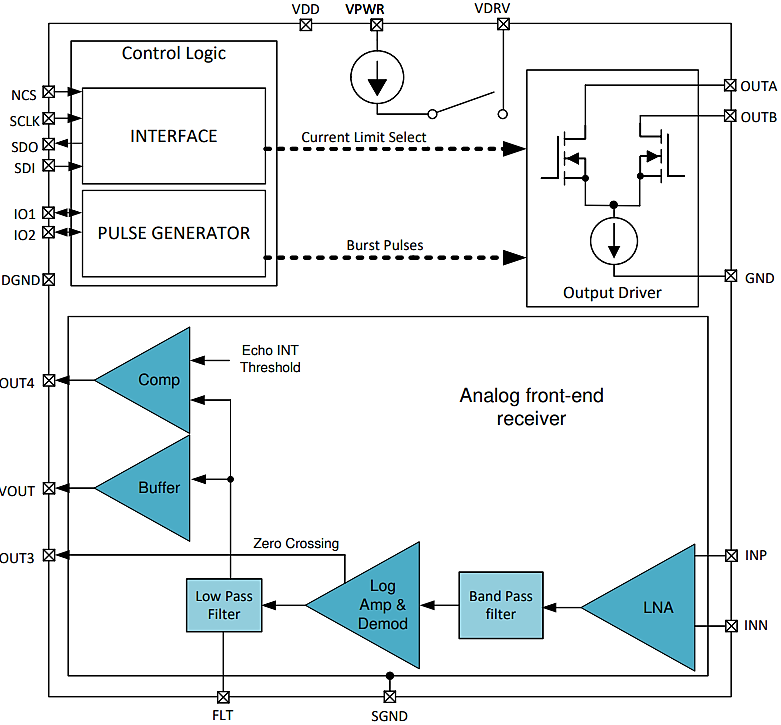 VDD
VPWR
VDRV
Control Logic
NCS
SCLK
SDO
SDI
INTERFACE
IO1
IO2
PULSE GENERATOR
DGND
Current Limit Select
Burst Pulses
OUTA
OUTB
GND
Output Driver
Echo INT
Threshold
Comp
OUT4
Analog front-end
receiver
Buffer
VOUT
OUT3
Zero Crossing
Low Pass
Filter
Log
Amp &
Demod
Band Pass
filter
LNA
INP
INN
FLT
SGND